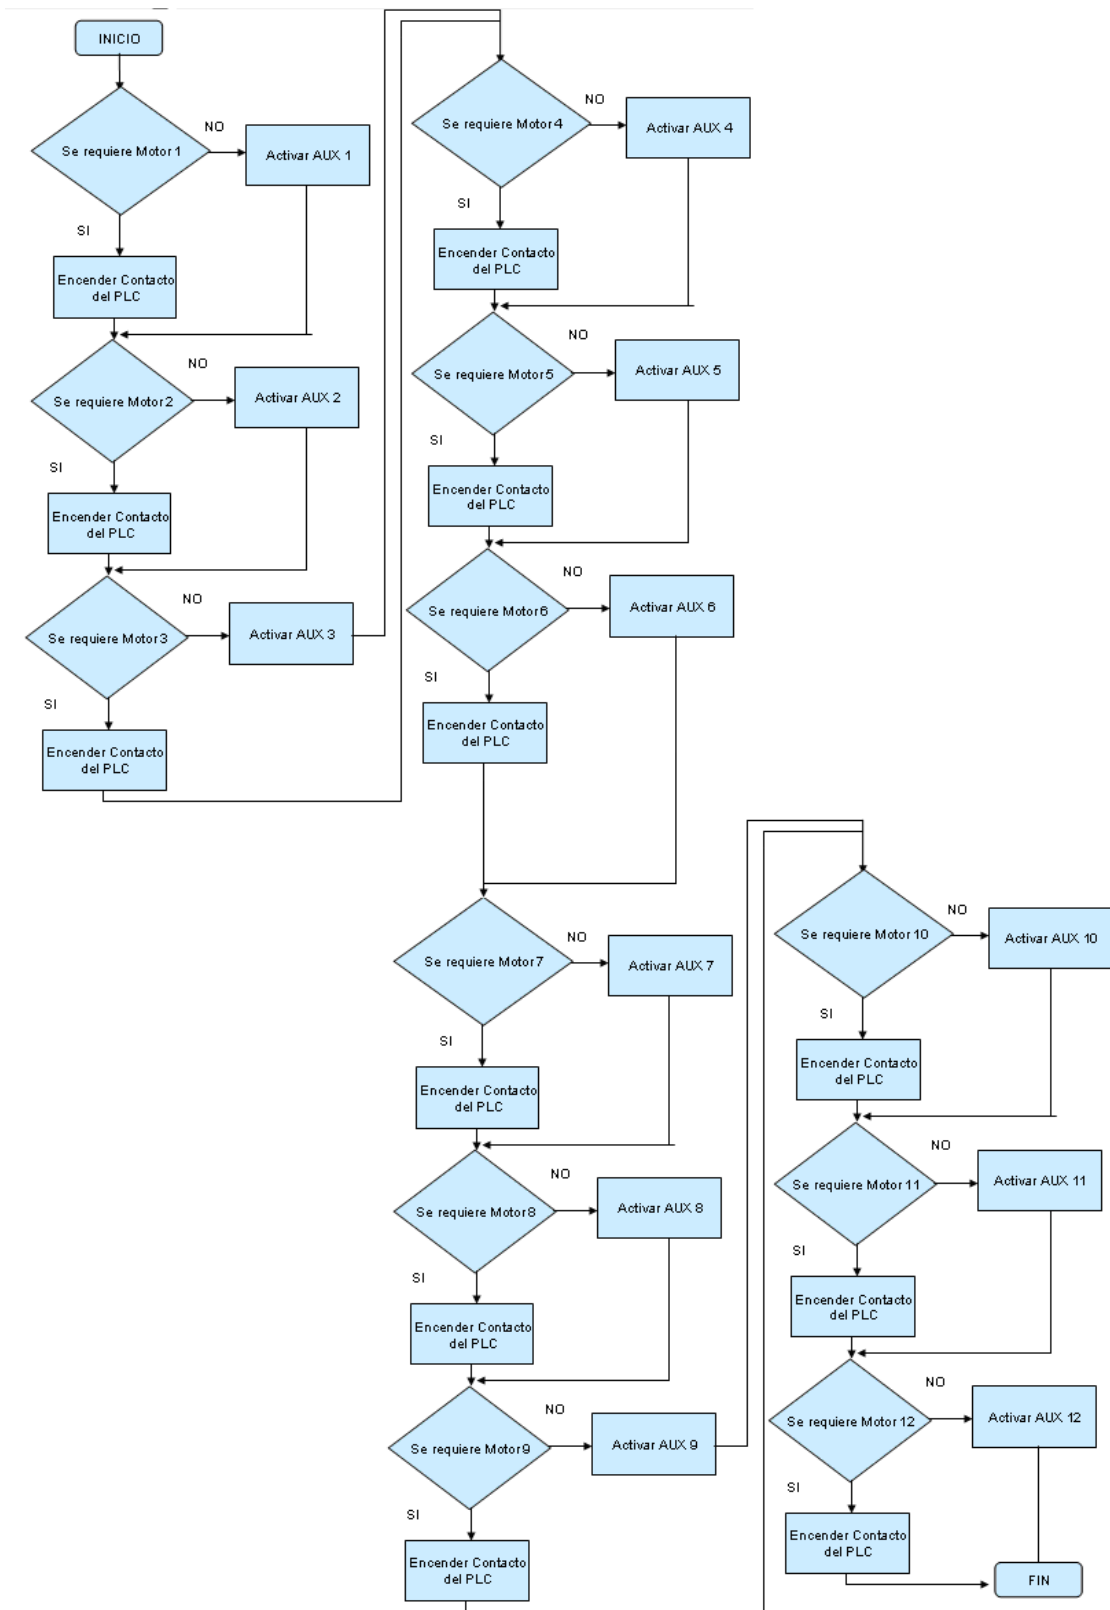 INICIO
Se requiere Motor 1
NO
Activar AUX 1
SI
Encender Contacto
del PLC
Se requiere Motor 2
NO
Activar AUX 2
SI
Encender Contacto
del PLC
Se requiere Motor 3
NO
Activar AUX 3
SI
Encender Contacto
del PLC
Se requiere Motor 4
NO
Activar AUX 4
SI
Encender Contacto
del PLC
Se requiere Motor 5
NO
Activar AUX 5
SI
Encender Contacto
del PLC
Se requiere Motor 6
NO
Activar AUX 6
SI
Encender Contacto
del PLC
Se requiere Motor 7
NO
Activar AUX 7
SI
Encender Contacto
del PLC
Se requiere Motor 8
NO
Activar AUX 8
SI
Encender Contacto
del PLC
Se requiere Motor 9
NO
Activar AUX 9
SI
Encender Contacto
del PLC
Se requiere Motor 10
NO
Activar AUX 10
SI
Encender Contacto
del PLC
Se requiere Motor 11
NO
Activar AUX 11
SI
Encender Contacto
del PLC
Se requiere Motor 12
NO
Activar AUX 12
SI
Encender Contacto
del PLC
FIN